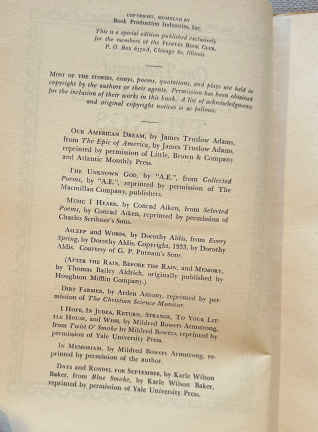 COPYRIGHT, MCMXLVII BY
Book Production Industries, Inc.
This is a special edition published exclusively
for the members of the PEOPLES BOOK CLUB,
P. O. Box 6570A, Chicago 80, Illinois
MOST OF THE STORIES, essays, poems, quotations, and plays are held in
copyright by the authors or their agents. Permission has been obtained
for the inclusion of their works in this book. A list of acknowledgments
and original copyright notices is as follows:
OUR AMERICAN DREAM, by James Truslow Adams,
from The Epic of America, by James Truslow Adams,
reprinted by permission of Little, Brown & Company
and Atlantic Monthly Press.
THE UNKNOWN GOD, by "A.E.", from Collected
Poems, by "A.E.", reprinted by permission of The
Macmillan Company, publishers.
MUSIC I HEARD, by Conrad Aiken, from Selected
Poems, by Conrad Aiken, reprinted by permission of
Charles Scribner's Sons.
ASLEEP and WORDS, by Dorothy Aldis, from Every
Spring, by Dorothy Aldis. Copyright, 1933, by Dorothy
Aldis. Courtesy of G. P. Putnam's Sons.
(AFTER THE RAIN, BEFORE THE RAIN, and MEMORY,
by Thomas Bailey Aldrich, originally published by
Houghton Mifflin Company.)
DIRT FARMER, by Arden Antony, reprinted by per-
mission of The Christian Science Monitor.
I HOPE, IN JUDEA, RETURN, STRANGE, TO YOUR LIT-
TLE HOUSE, and WISH, by Mildred Bowers Armstrong,
from Twist O' Smoke by Mildred Bowers, reprinted by
permission of Yale University Press.
IN MEMORIAM, by Mildred Bowers Armstrong, re-
printed by permission of the author.
DAYS and RONDEL FOR SEPTEMBER, by Karle Wilson
Baker, from Blue Smoke, by Karle Wilson Baker,
reprinted by permission of Yale University Press.